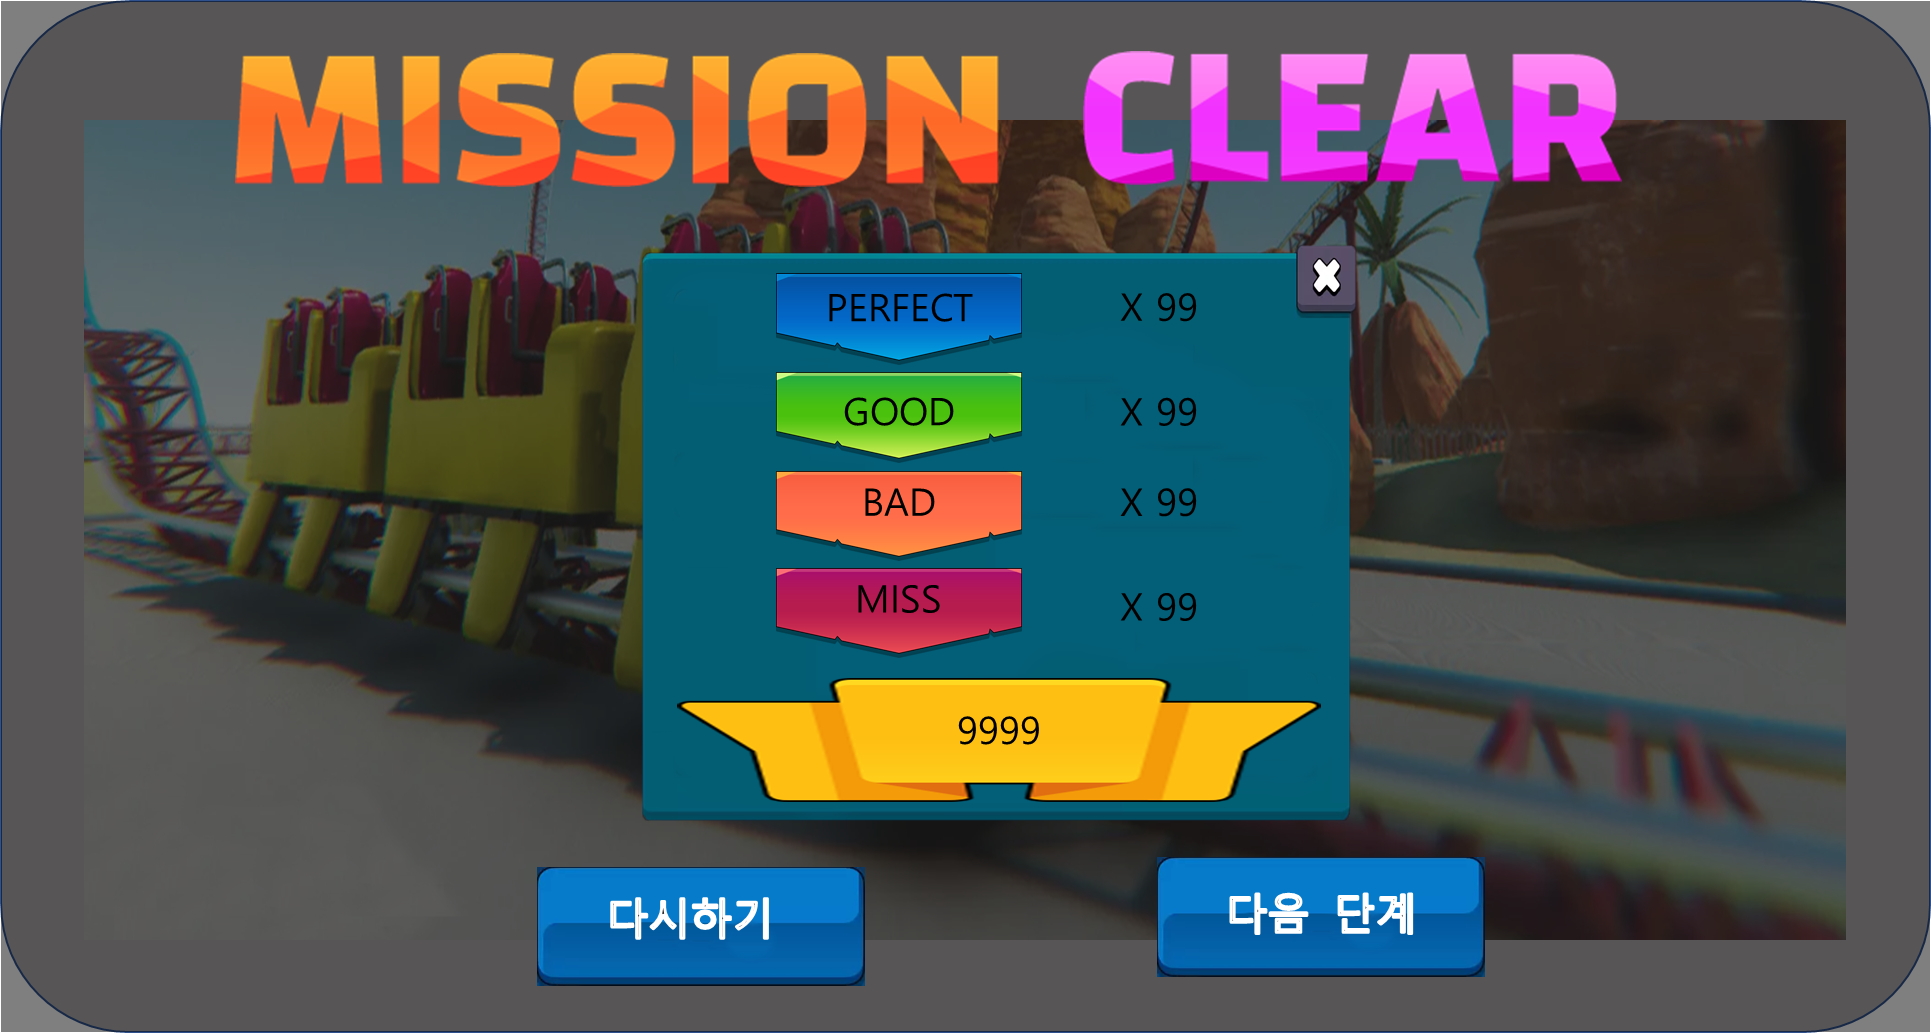 MISSION CLEAR
PERFECT X 99
GOOD X 99
BAD X 99
MISS X 99
9999
다시하기
다음 단계